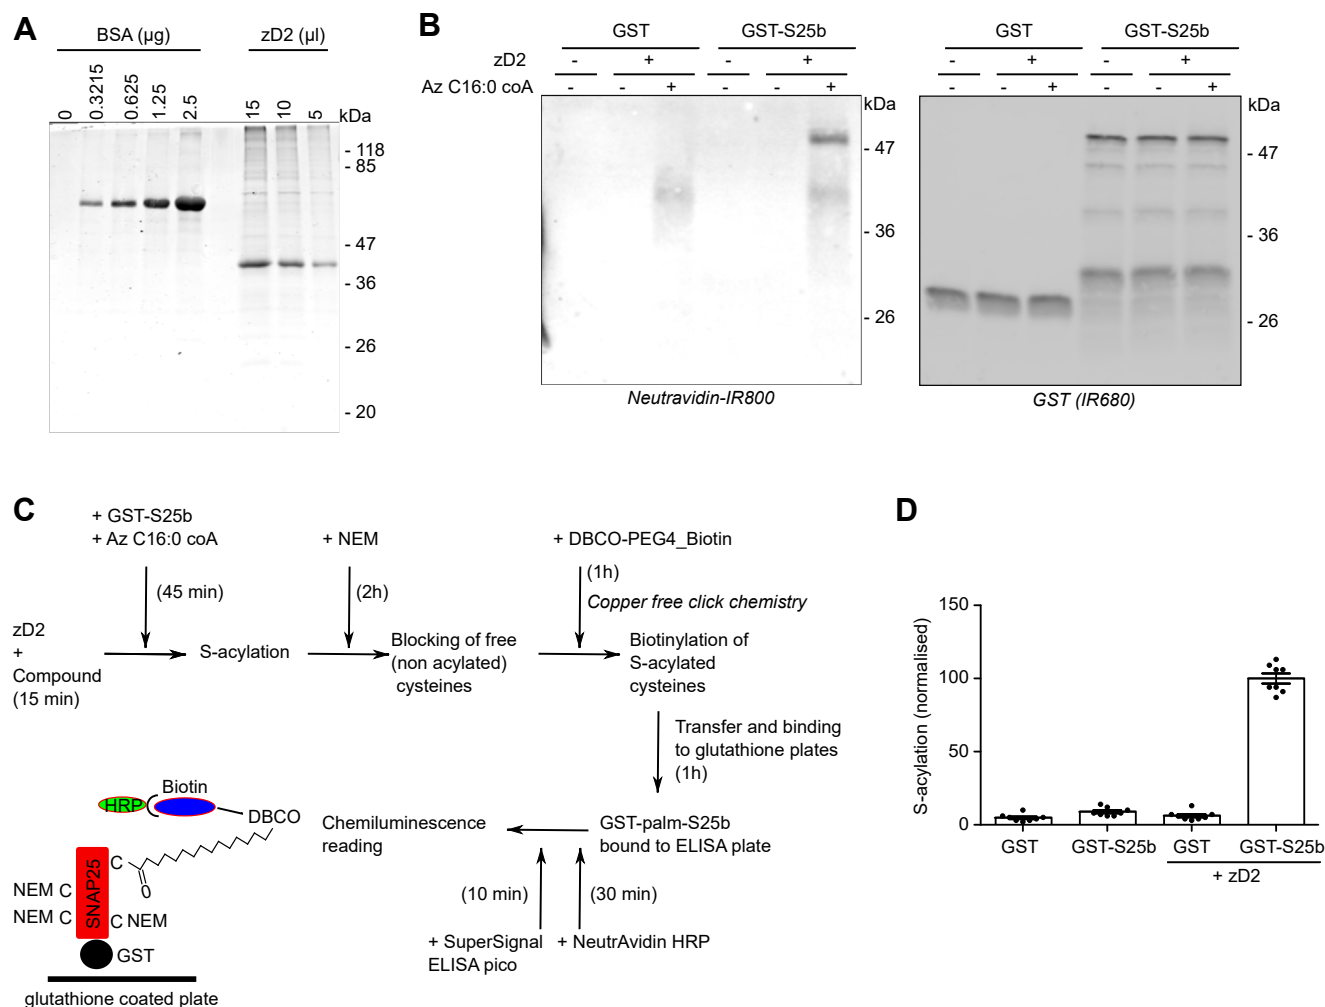 A
BSA (µg)
zD2 (µl)
0
0.3215
0.625
1.25
2.5
15
10
5
kDa
- 118
- 85
- 47
- 36
- 26
- 20
B
GST
GST-S25b
zD2
-
+
-
+
Az C16:0 coA
-
-
+
-
-
+
kDa
- 47
- 36
- 26
Neutravidin-IR800
GST
GST-S25b
-
+
-
+
-
-
+
-
-
+
kDa
- 47
- 36
- 26
GST (IR680)
C
+ GST-S25b
+ Az C16:0 coA
(45 min)
zD2
+
Compound
(15 min)
S-acylation
+ NEM
(2h)
Blocking of free
(non acylated)
cysteines
+ DBCO-PEG4_Biotin
(1h)
Copper free click chemistry
Biotinylation of
S-acylated
cysteines
Transfer and binding
to glutathione plates
(1h)
GST-palm-S25b
bound to ELISA plate
(30 min)
+ NeutrAvidin HRP
(10 min)
+ SuperSignal
ELISA pico
Chemiluminescence
reading
HRP
Biotin
DBCO
C
O
SNAP25
NEM C
NEM C
C NEM
GST
glutathione coated plate
D
S-acylation (normalised)
150
100
50
0
GST
GST-S25b
GST
GST-S25b
+ zD2